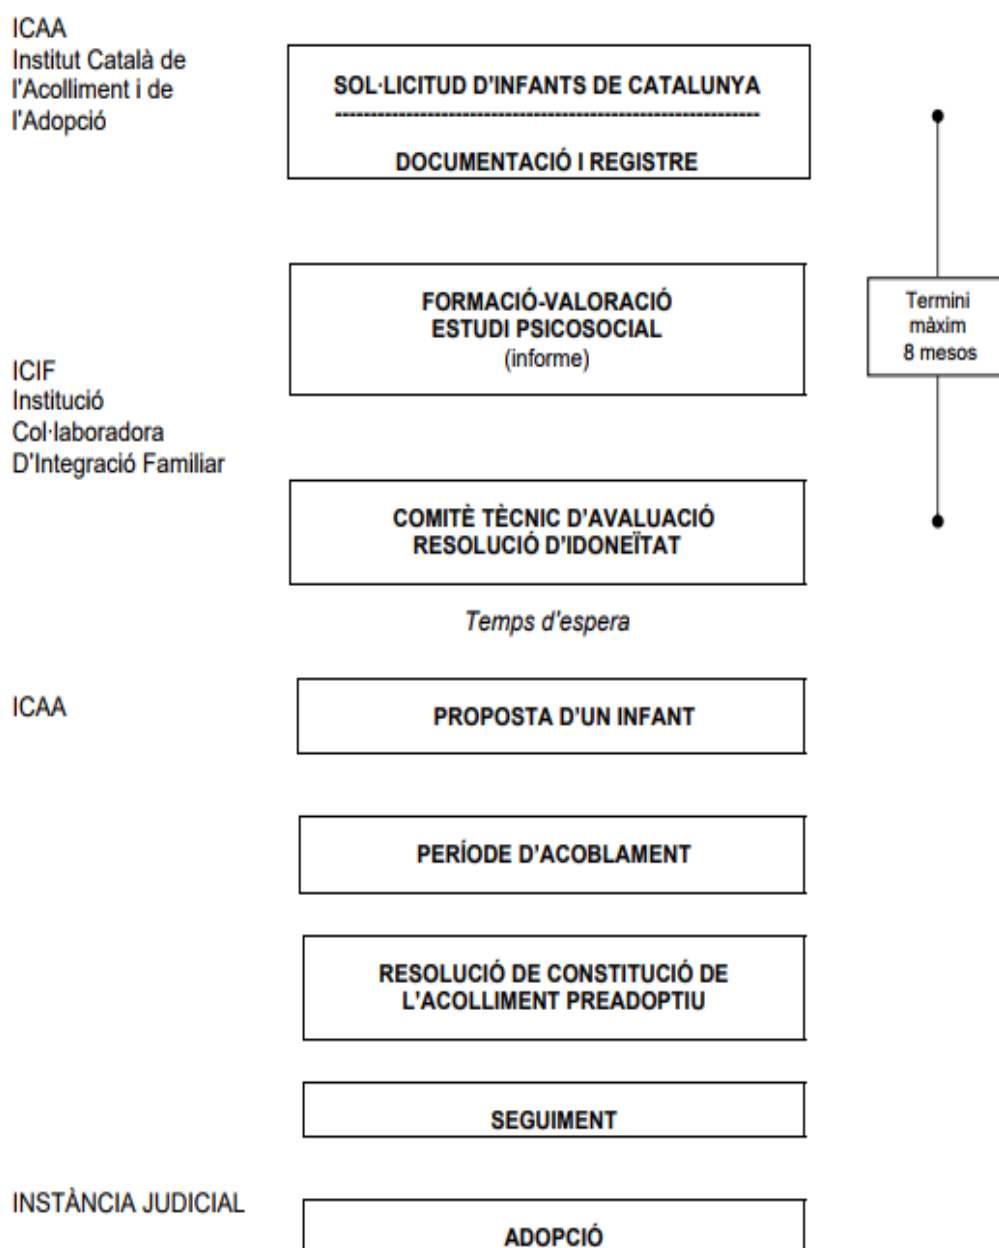 ICAA
Institut Català de
l'Acolliment i de
l'Adopció
SOL·LICITUD D'INFANTS DE CATALUNYA
------------------------------------------------------------
DOCUMENTACIÓ I REGISTRE
FORMACIÓ-VALORACIÓ
ESTUDI PSICOSOCIAL
(informe)
Termini
màxim
8 mesos
ICIF
Institució
Col·laboradora
D'Integració Familiar
COMITÈ TÈCNIC D'AVALUACIÓ
RESOLUCIÓ D'IDONEÏTAT
Temps d'espera
ICAA
PROPOSTA D'UN INFANT
PERÍODE D'ACOBLAMENT
RESOLUCIÓ DE CONSTITUCIÓ DE
L'ACOLLIMENT PREADOPTIU
SEGUIMENT
INSTÀNCIA JUDICIAL
ADOPCIÓ